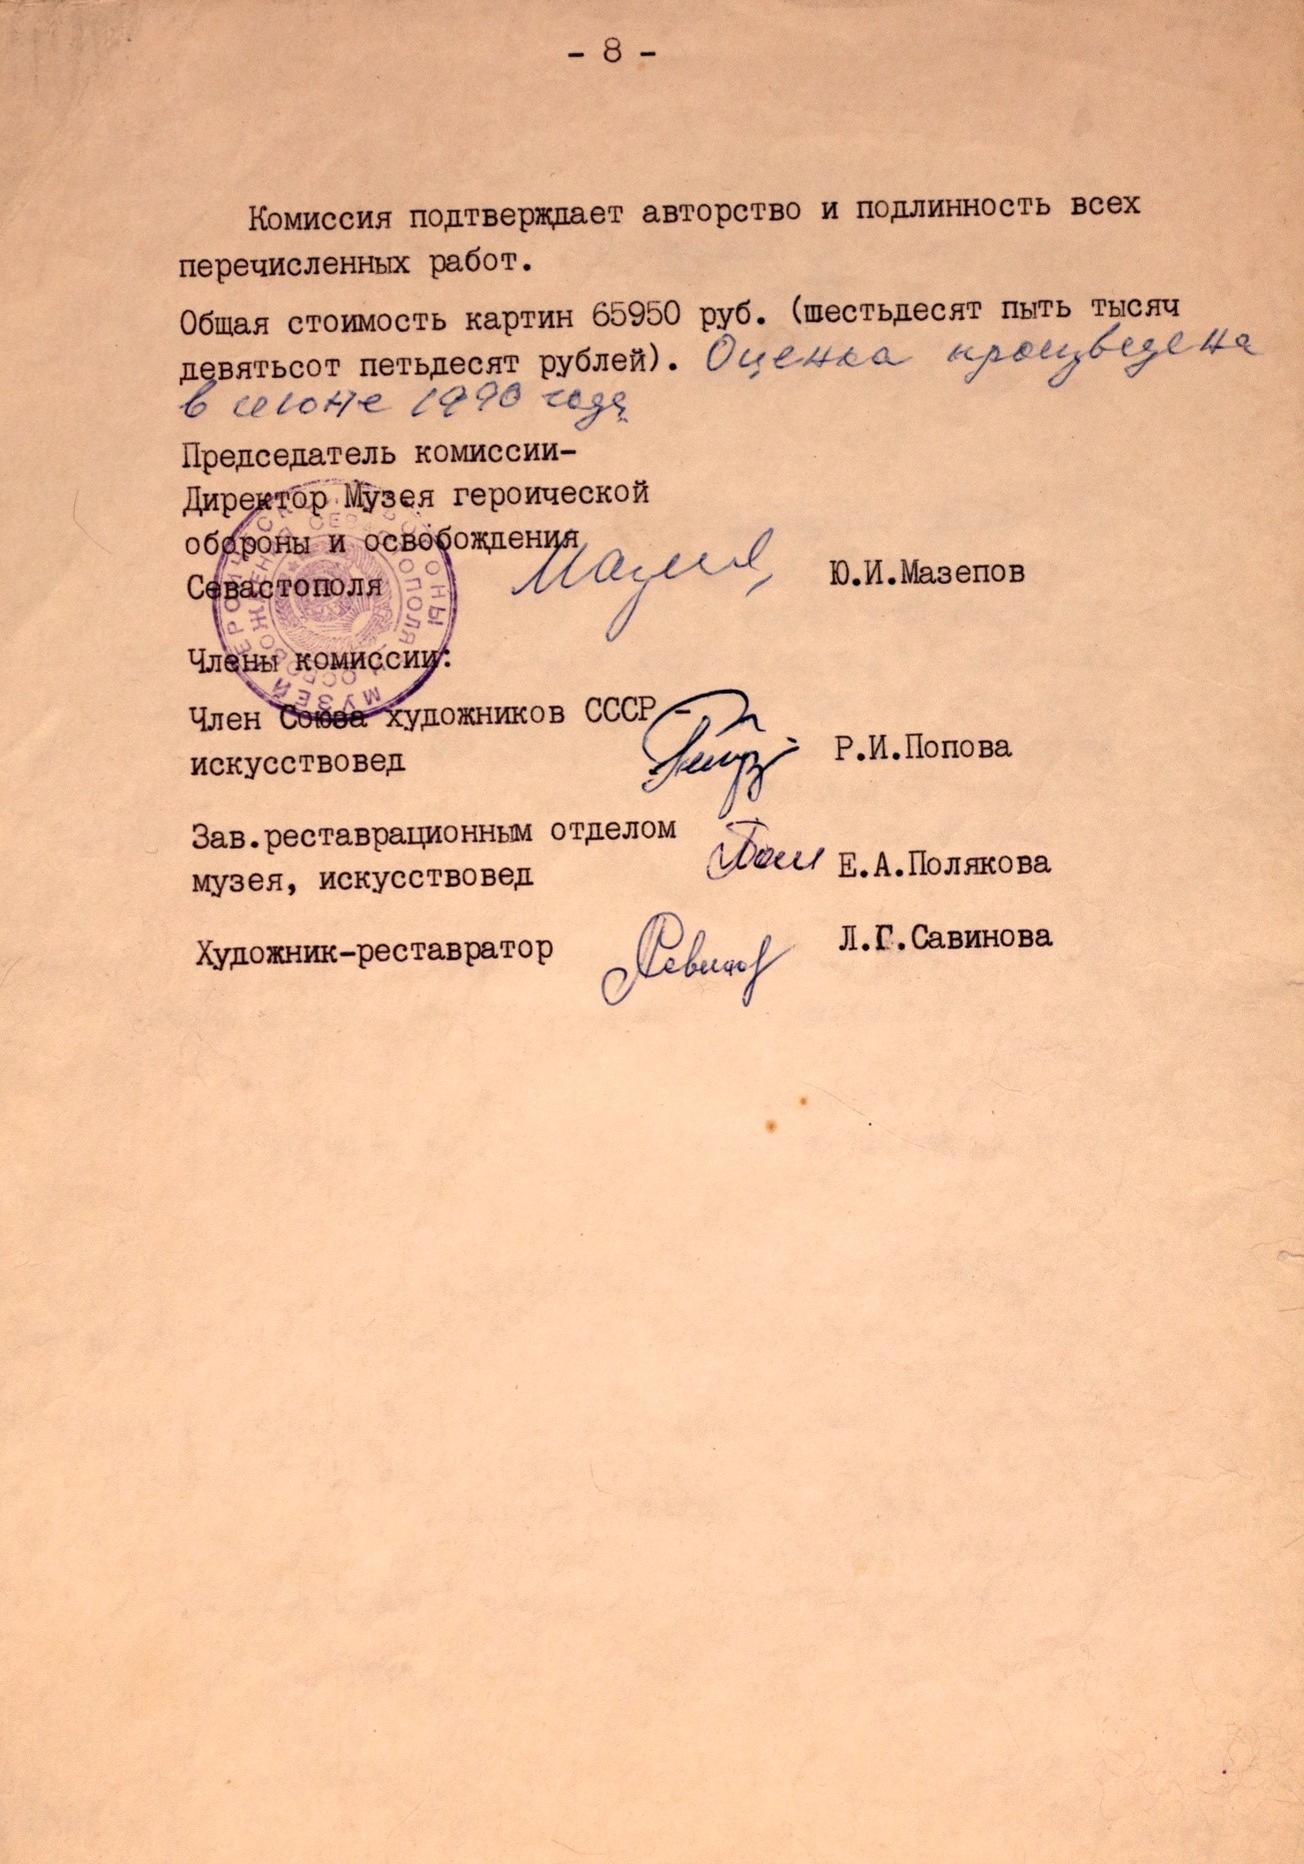 - 8 -
Комиссия подтверждает авторство и подлинность всех
перечисленных работ.
Общая стоимость картин 65950 руб. (шестьдесят пыть тысяч
девятьсот петьдесят рублей). Оценка произведена
в июне 1990 года
Председатель комиссии-
Директор Музея героической
обороны и освобождения
Севастополя
Ю.И.Мазепов
Члены комиссии:
Член Союза художников СССР -
искусствовед
Р.И.Попова
Зав.реставрационным отделом
музея, искусствовед
Е.А.Полякова
Художник-реставратор
Л.Г.Савинова